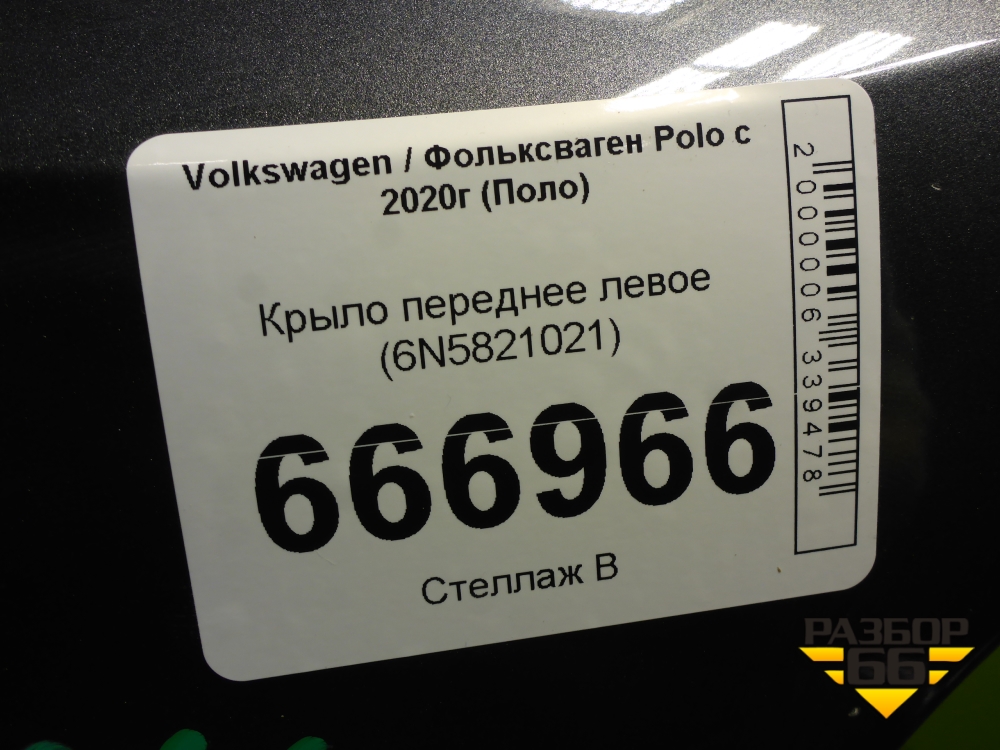 Volkswagen / Фольксваген Polo с
2020г (Поло)
Крыло переднее левое
(6N5821021)
666966
Стеллаж В
2000006339478
РАЗБОР
66